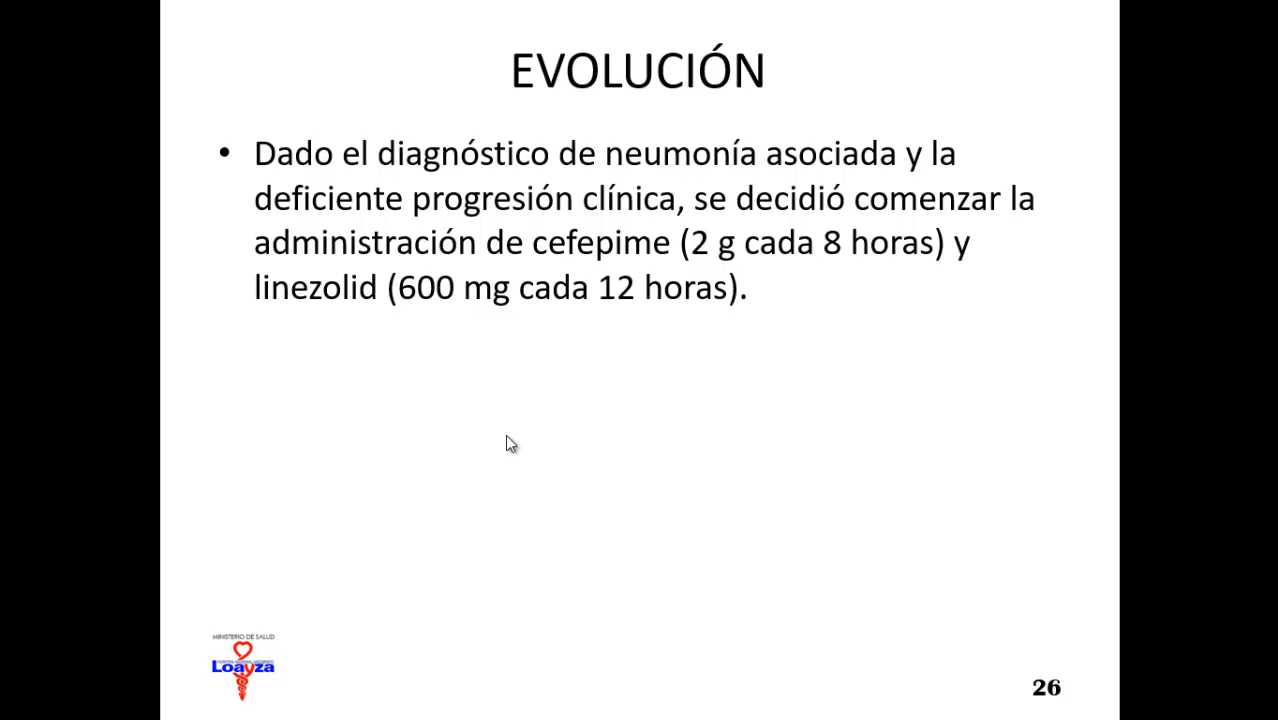 EVOLUCIÓN
• Dado el diagnóstico de neumonía asociada y la
deficiente progresión clínica, se decidió comenzar la
administración de cefepime (2 g cada 8 horas) y
linezolid (600 mg cada 12 horas).
MINISTERIO DE SALUD
Loayza
26